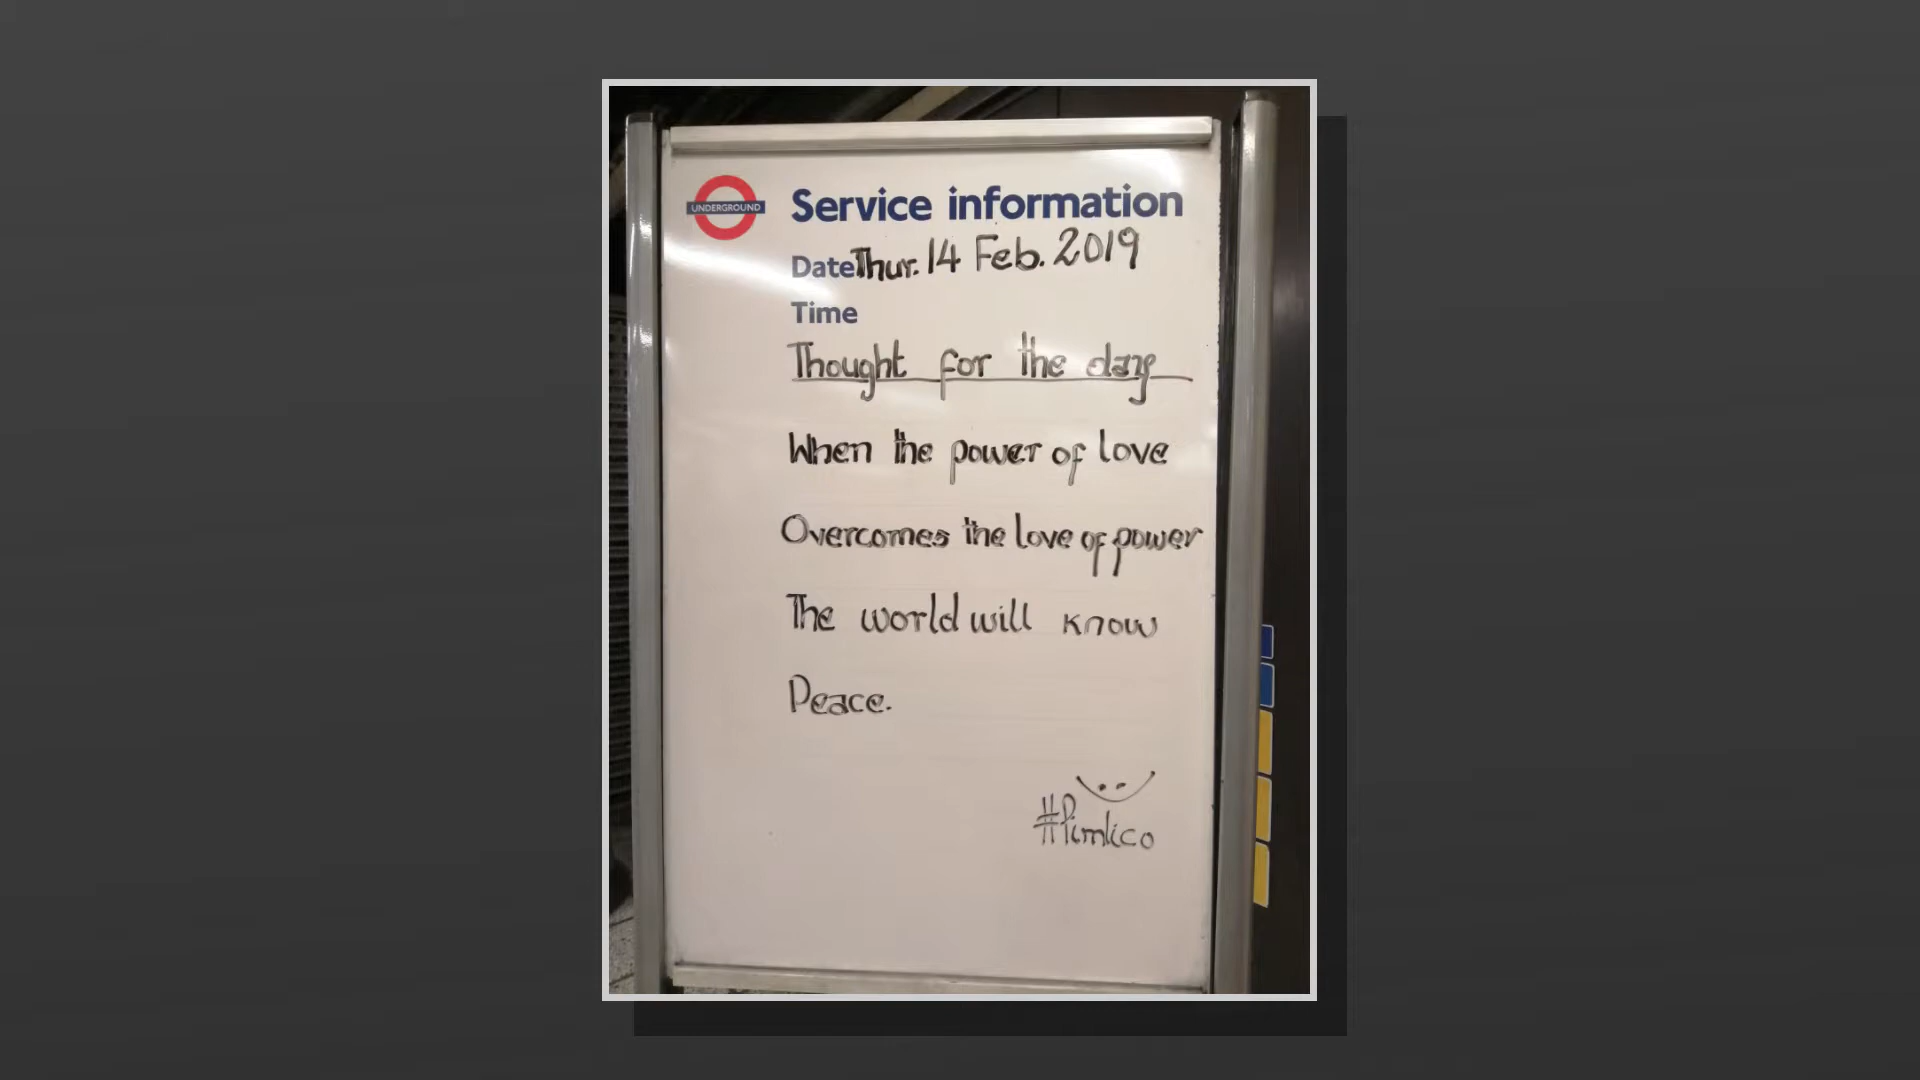 UNDERGROUND
Service information
Date Thur. 14 Feb. 2019
Time
Thought for the day
When the power of love
Overcomes the love of power
The world will know
Peace.
#Pimlico